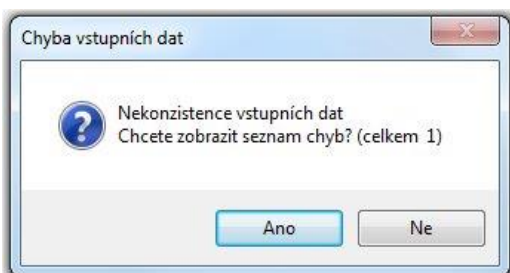 Chyba vstupních dat
Nekonzistence vstupních dat
Chcete zobrazit seznam chyb? (celkem 1)
Ano
Ne